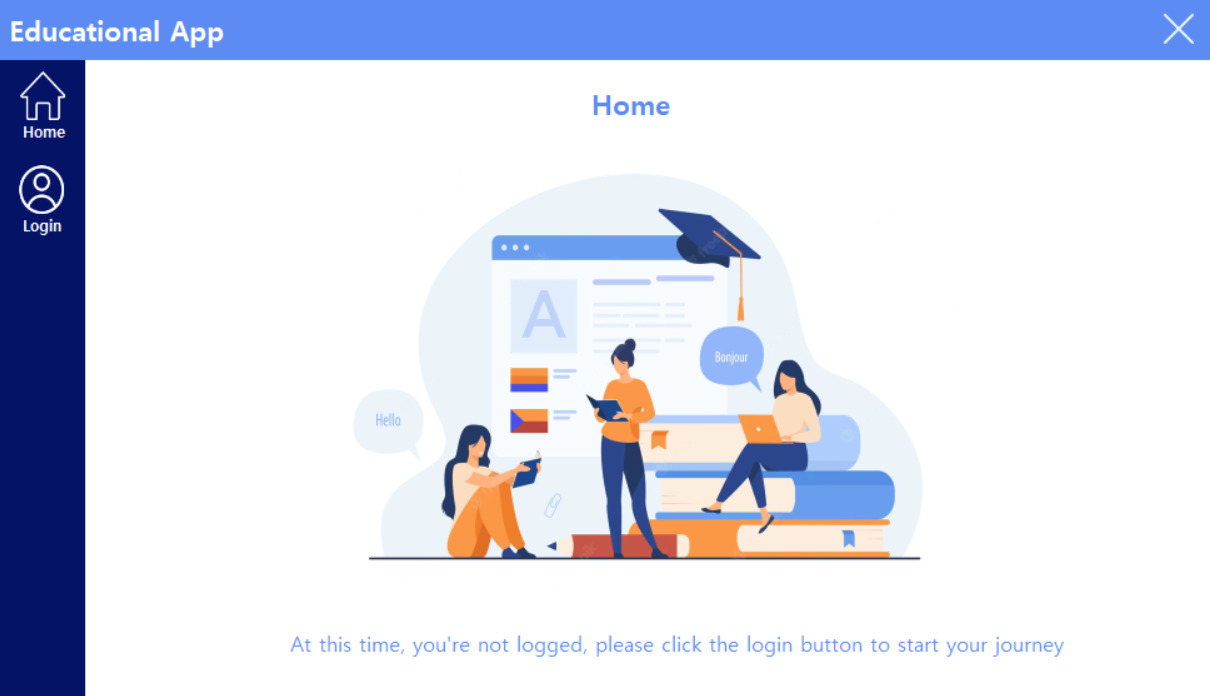 Educational App
Home
Home
Login
A
Hello
Bonjour
At this time, you're not logged, please click the login button to start your journey